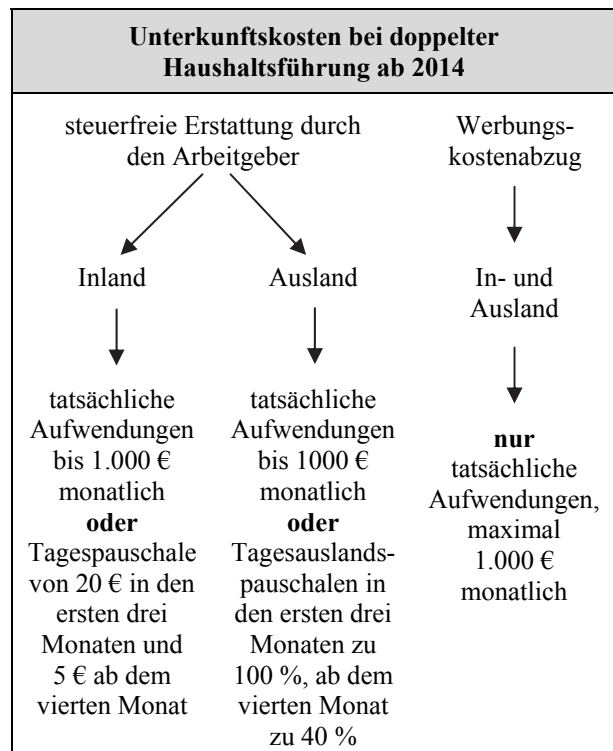 Unterkunftskosten bei doppelter
Haushaltsführung ab 2014
steuerfreie Erstattung durch
den Arbeitgeber
Werbungs-
kostenabzug
Inland
Ausland
In- und
Ausland
tatsächliche
Aufwendungen
bis 1.000 €
monatlich
oder
Tagespauschale
von 20 € in den
ersten drei
Monaten und
5 € ab dem
vierten Monat
tatsächliche
Aufwendungen
bis 1000 €
monatlich
oder
Tagesauslands-
pauschalen in
den ersten drei
Monaten zu
100 %, ab dem
vierten Monat
zu 40 %
nur
tatsächliche
Aufwendungen,
maximal
1.000 €
monatlich